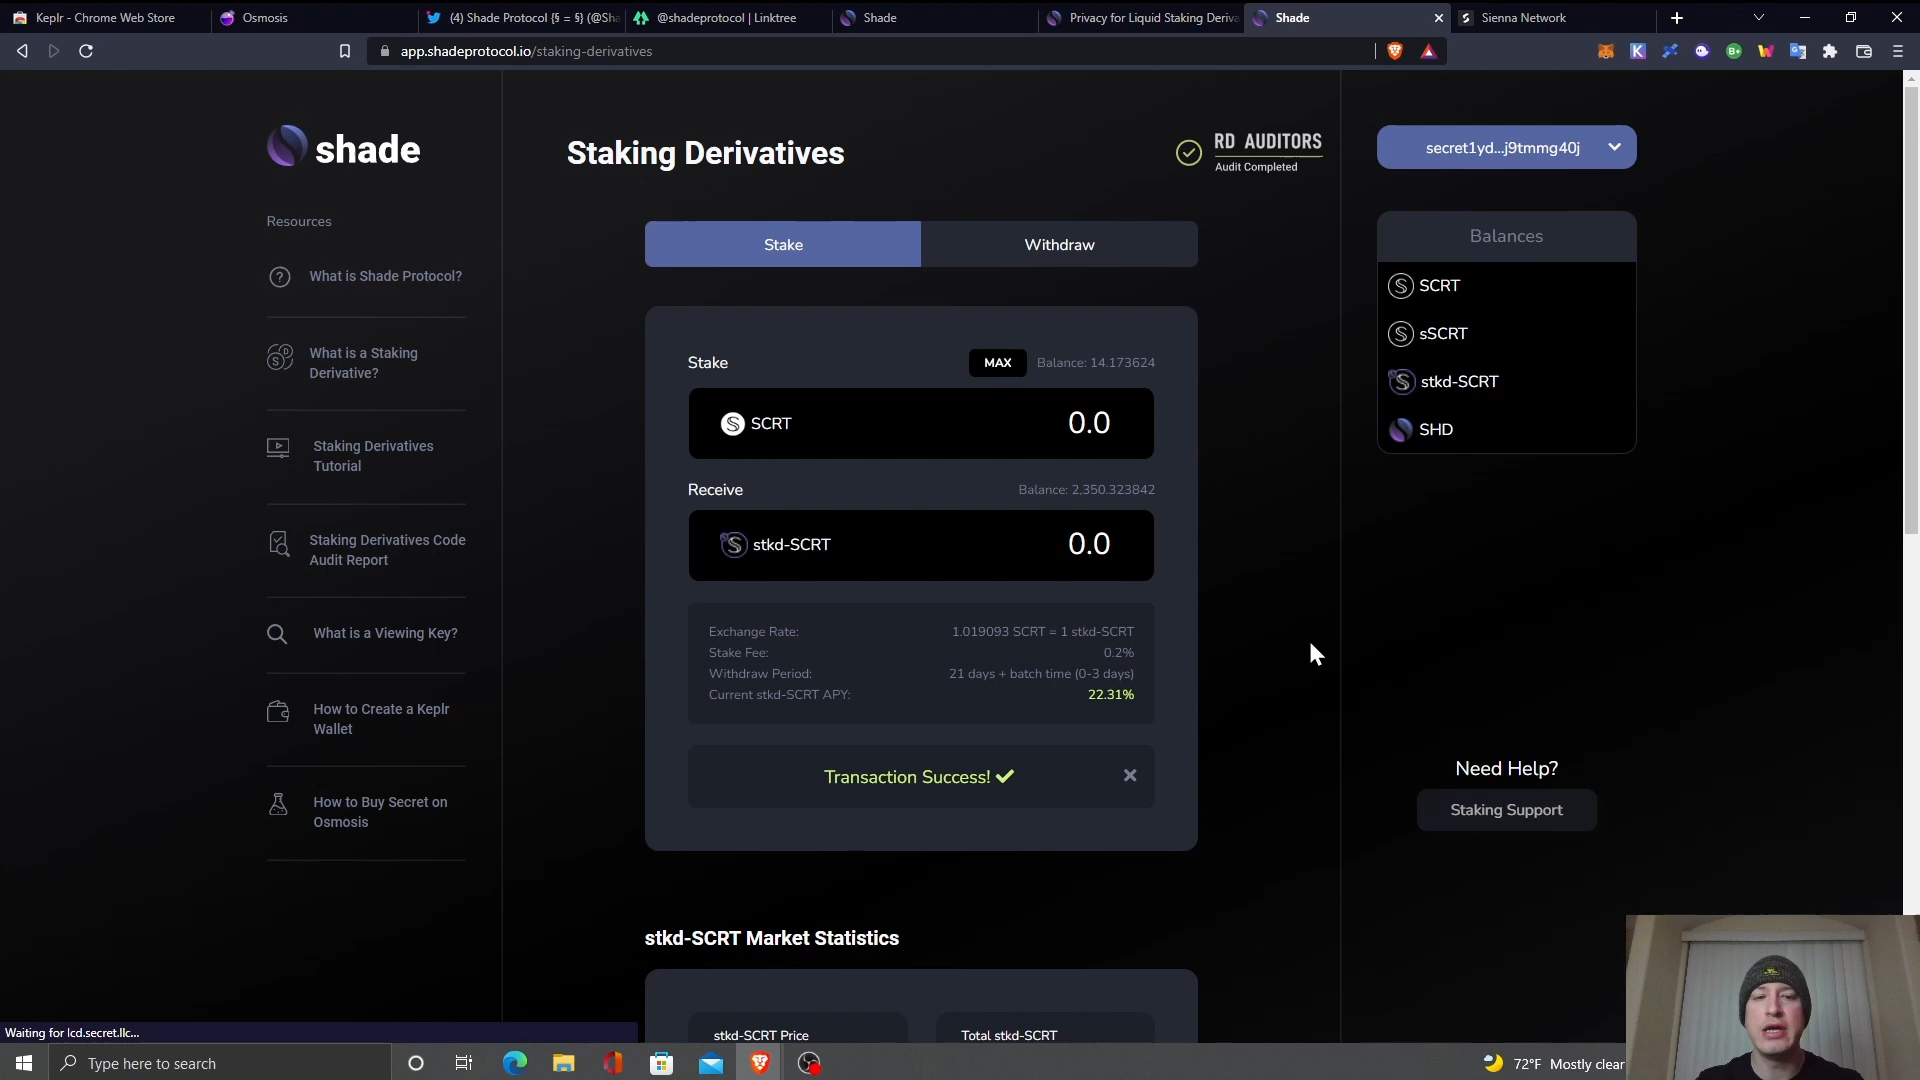 Keplr - Chrome Web Store
Osmosis
(4) Shade Protocol {§ = §} (@Sha
@shadeprotocol | Linktree
Shade
Privacy for Liquid Staking Deriva
Shade
Sienna Network
app.shadeprotocol.io/staking-derivatives
shade
Resources
What is Shade Protocol?
What is a Staking
Derivative?
Staking Derivatives
Tutorial
Staking Derivatives Code
Audit Report
What is a Viewing Key?
How to Create a Keplr
Wallet
How to Buy Secret on
Osmosis
Staking Derivatives
RD AUDITORS
Audit Completed
Stake
Withdraw
Stake
MAX
Balance: 14.173624
SCRT
0.0
Receive
Balance: 2,350.323842
stkd-SCRT
0.0
Exchange Rate:
1.019093 SCRT = 1 stkd-SCRT
Stake Fee:
0.2%
Withdraw Period:
21 days + batch time (0-3 days)
Current stkd-SCRT APY:
22.31%
Transaction Success!
stkd-SCRT Market Statistics
stkd-SCRT Price
Total stkd-SCRT
secret1yd...j9tmmg40j
Balances
SCRT
sSCRT
stkd-SCRT
SHD
Need Help?
Staking Support
Waiting for lcd.secret.llc...
Type here to search
72°F Mostly clear